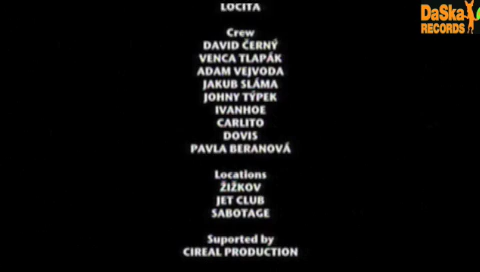 LOCITA
Crew
DAVID ČERNÝ
VENCA TLAPÁK
ADAM VEJVODA
JAKUB SLÁMA
JOHNY TÝPEK
IVANHOE
CARLITO
DOVIS
PAVLA BERANOVÁ
Locations
ŽIŽKOV
JET CLUB
SABOTAGE
Suported by
CIREAL PRODUCTION
DaSka
RECORDS